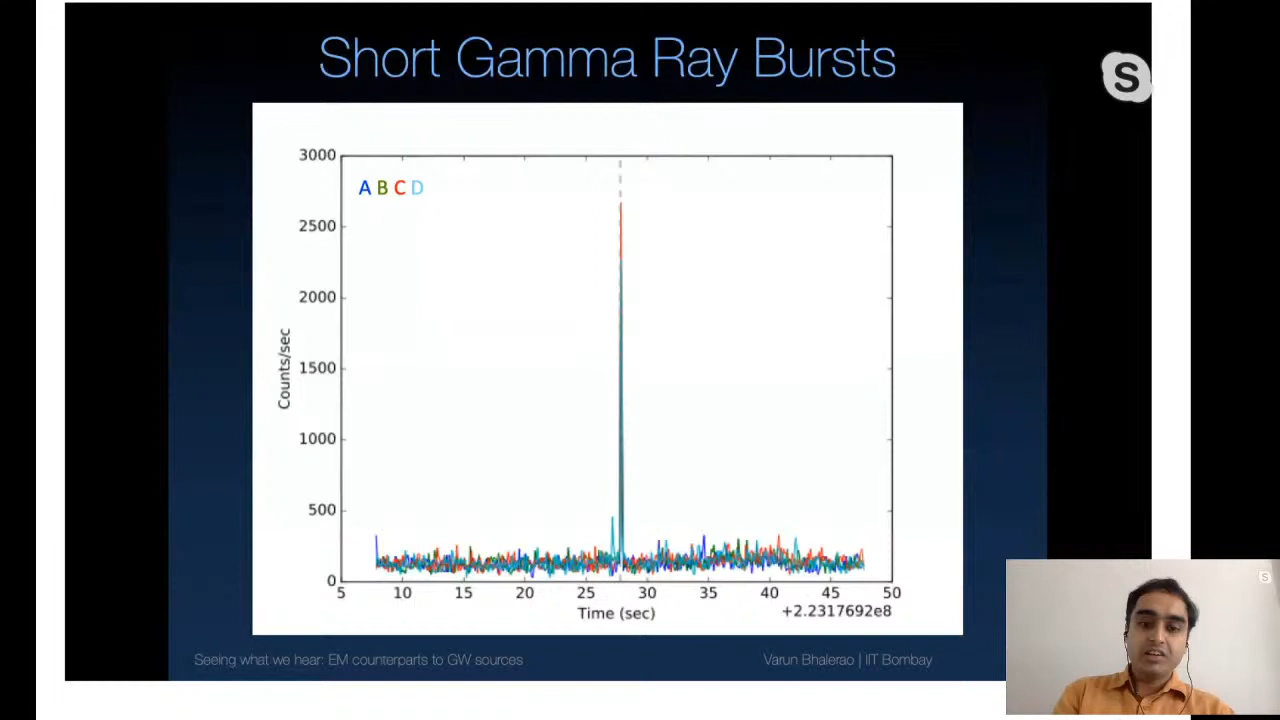 Short Gamma Ray Bursts
S
3000
A B C D
2500
2000
1500
1000
500
0
Counts/sec
5 10 15 20 25 30 35 40 45 50
Time (sec)
+2.2317692e8
Seeing what we hear: EM counterparts to GW sources
Varun Bhalerao | IIT Bombay
S